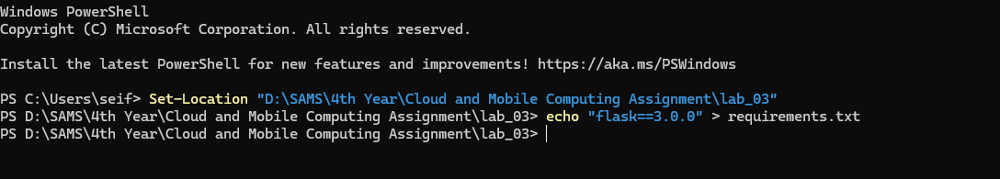 Windows PowerShell
Copyright (C) Microsoft Corporation. All rights reserved.
Install the latest PowerShell for new features and improvements! https://aka.ms/PSWindows
PS C:\Users\seif> Set-Location "D:\SAMS\4th Year\Cloud and Mobile Computing Assignment\lab_03"
PS D:\SAMS\4th Year\Cloud and Mobile Computing Assignment\lab_03> echo "flask==3.0.0" > requirements.txt
PS D:\SAMS\4th Year\Cloud and Mobile Computing Assignment\lab_03>